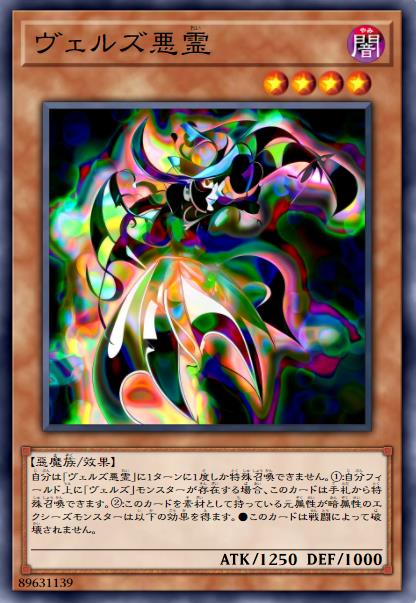 ヴェルズ悪霊
闇
【悪魔族/効果】
自分は「ヴェルズ悪霊」に1ターンに1度しか特殊召喚できません。①:自分フィ
ールド上に「ヴェルズ」モンスターが存在する場合、このカードは手札から特
殊召喚できます。②:このカードを素材として持っている元属性が暗属性のエ
クシーズモンスターは以下の効果を得ます。●このカードは戦闘によって破
壊されません。
ATK/1250 DEF/1000
89631139